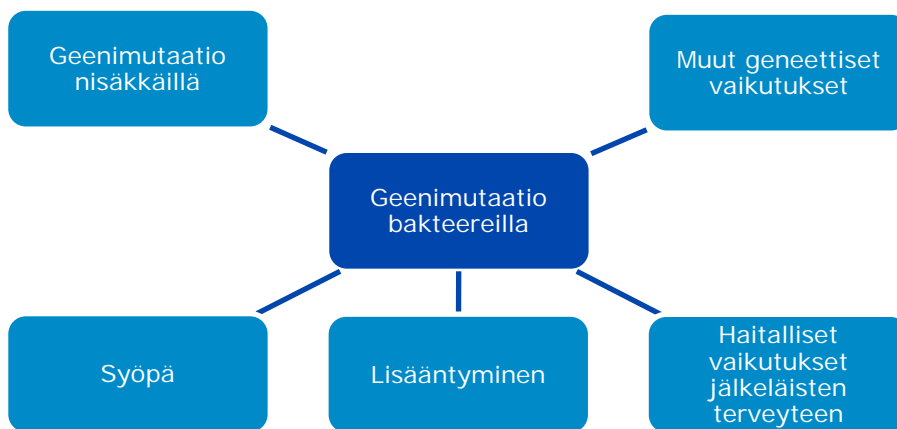 Geenimutaatio
nisäkkäillä
Muut geneettiset
vaikutukset
Geenimutaatio
bakteereilla
Syöpä
Lisääntyminen
Haitalliset
vaikutukset
jälkeläisten
terveyteen